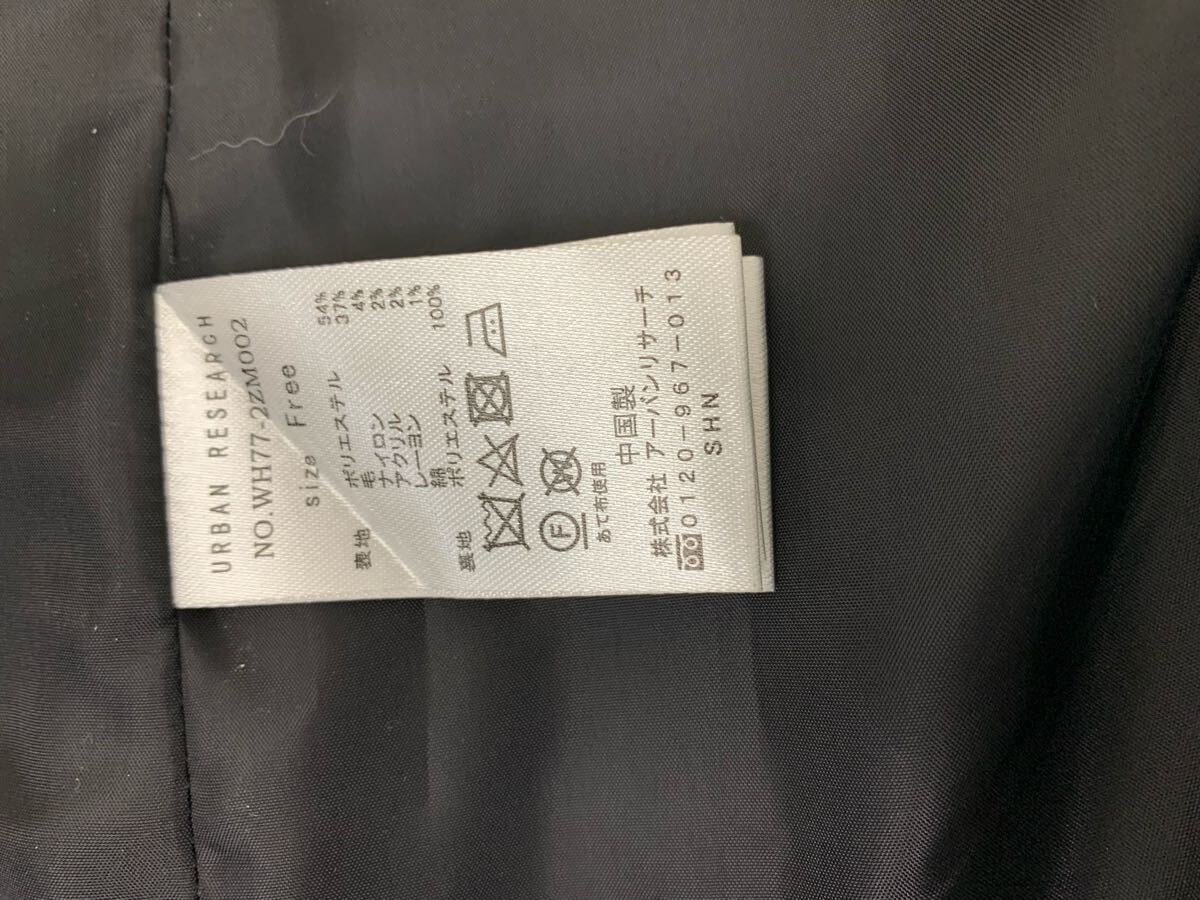 URBAN RESEARCH
NO.WH77-2ZM002
size Free
表地 ポリエステル 54%
毛 37%
ナイロン 4%
アクリル 2%
レーヨン 2%
綿 1%
裏地 ポリエステル 100%
F W
あて布使用
中国製
株式会社 アーバンリサーチ
0120-967-013
SHN